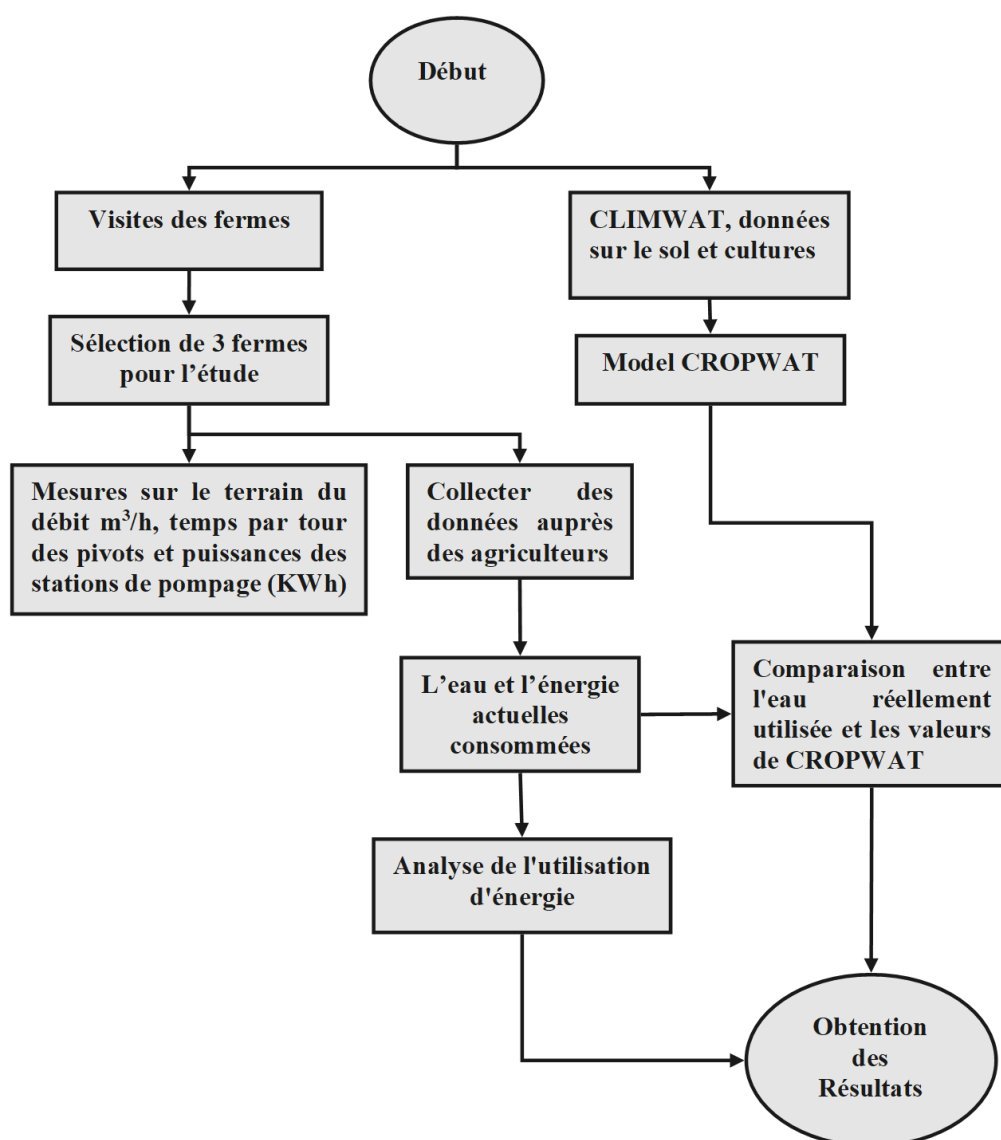 Début
Visites des fermes
CLIMWAT, données
sur le sol et cultures
Sélection de 3 fermes
pour l’étude
Model CROPWAT
Mesures sur le terrain du
débit m³/h, temps par tour
des pivots et puissances des
stations de pompage (KWh)
Collecter des
données auprès
des agriculteurs
L’eau et l’énergie
actuelles
consommées
Comparaison entre
l'eau réellement
utilisée et les valeurs
de CROPWAT
Analyse de l'utilisation
d'énergie
Obtention
des
Résultats